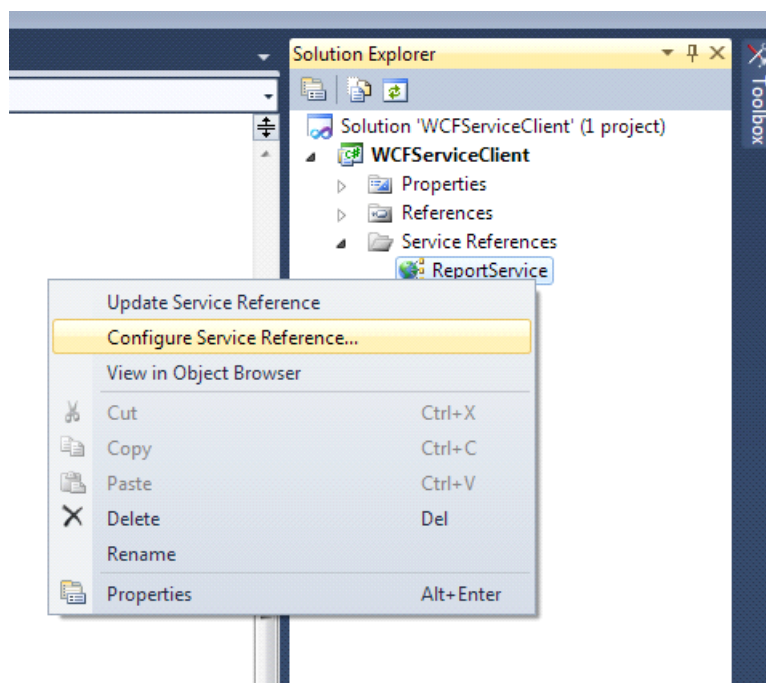 Solution Explorer
Toolbox
Solution 'WCFServiceClient' (1 project)
C# WCFServiceClient
Properties
References
Service References
ReportService
Update Service Reference
Configure Service Reference...
View in Object Browser
Cut Ctrl+X
Copy Ctrl+C
Paste Ctrl+V
Delete Del
Rename
Properties Alt+Enter